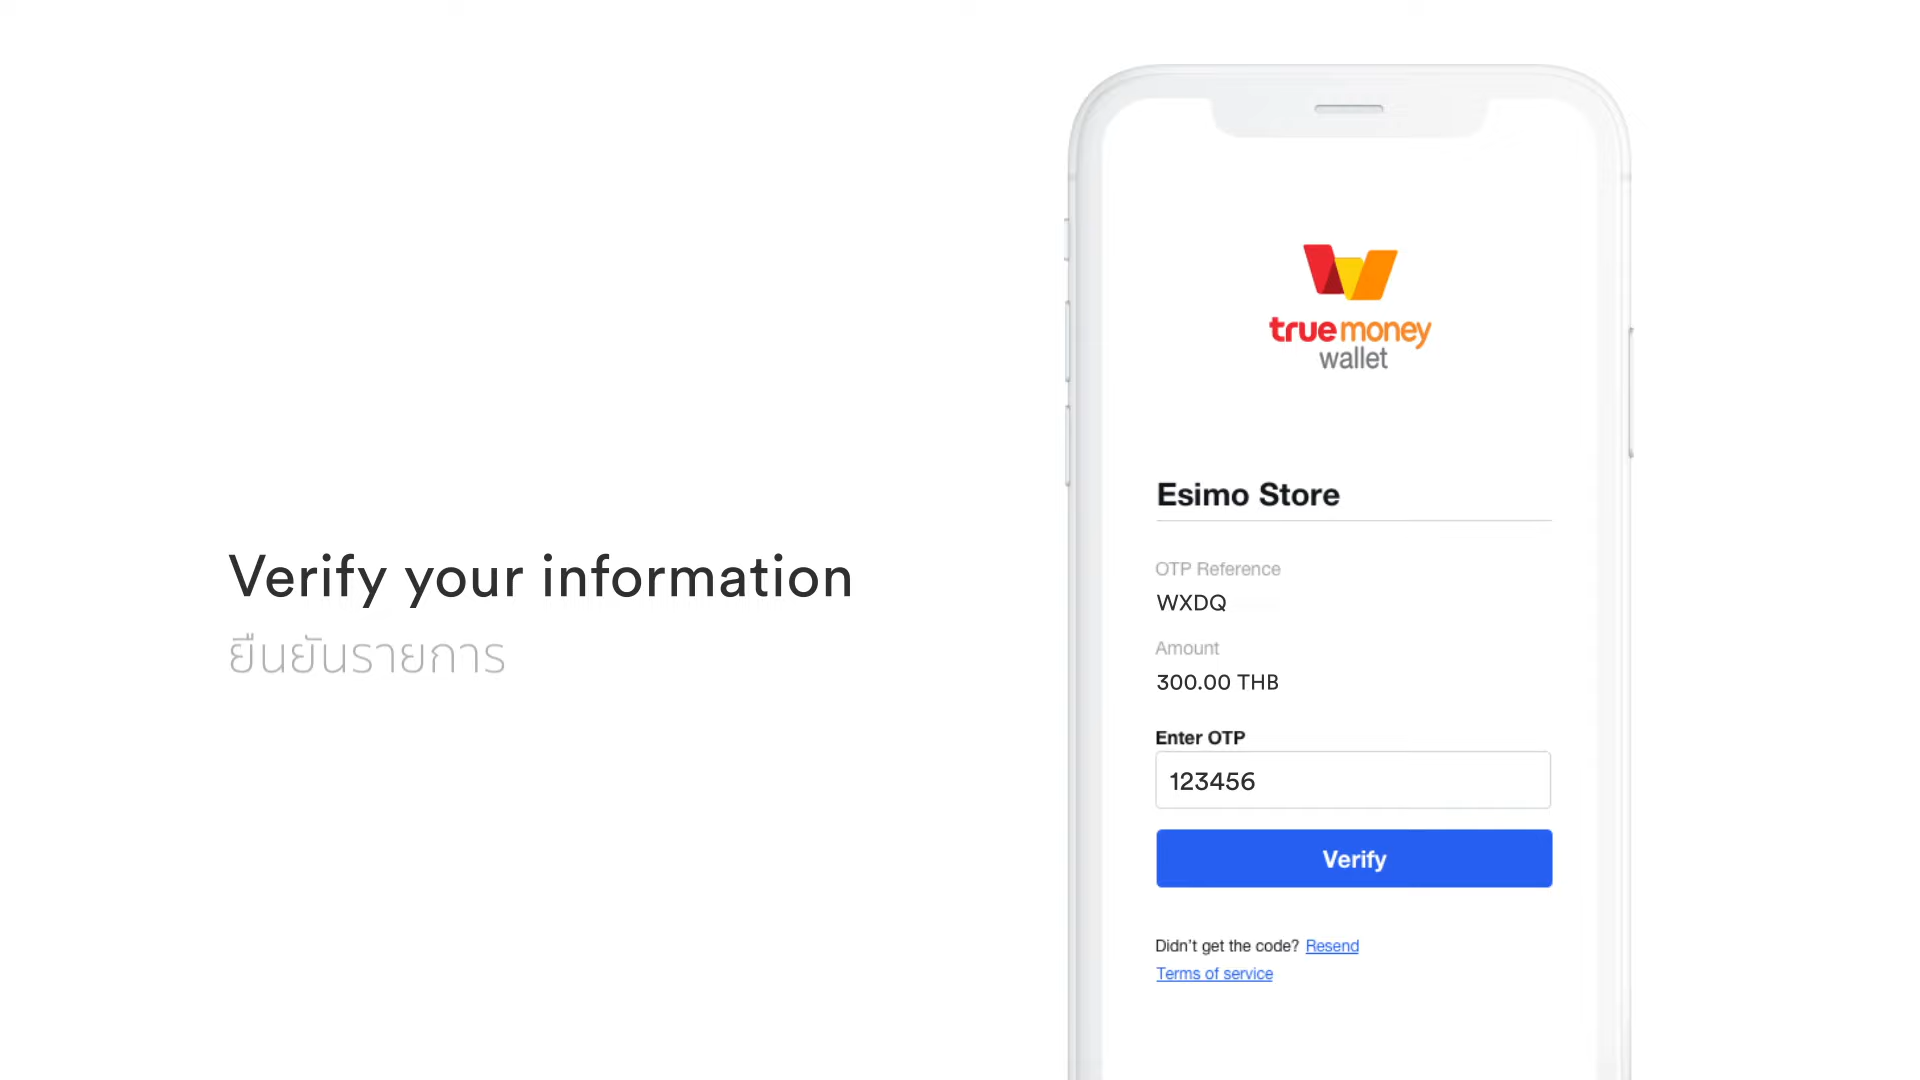 Verify your information
ยืนยันรายการ
truemoney
wallet
Esimo Store
OTP Reference
WXDQ
Amount
300.00 THB
Enter OTP
123456
Verify
Didn't get the code? Resend
Terms of service